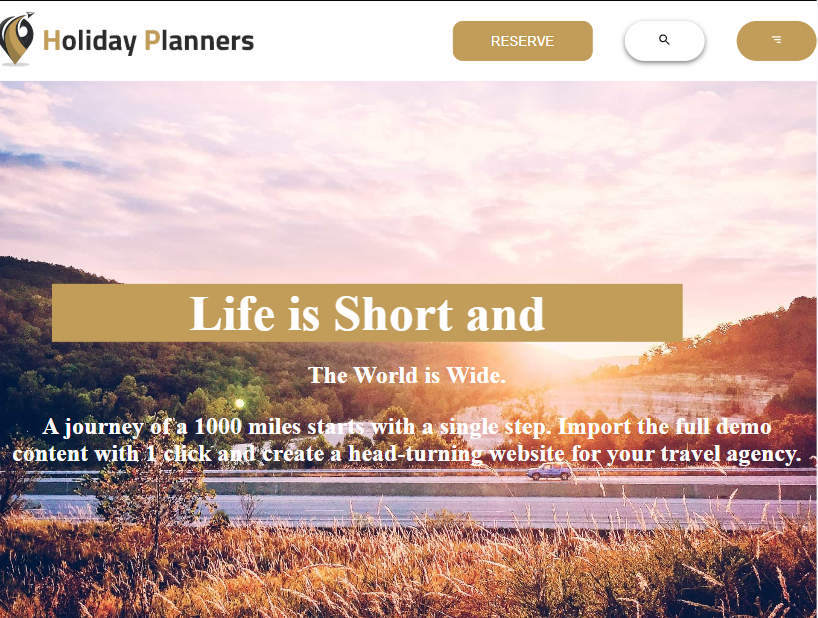 Holiday Planners
RESERVE
Life is Short and
The World is Wide.
A journey of a 1000 miles starts with a single step. Import the full demo
content with 1 click and create a head-turning website for your travel agency.